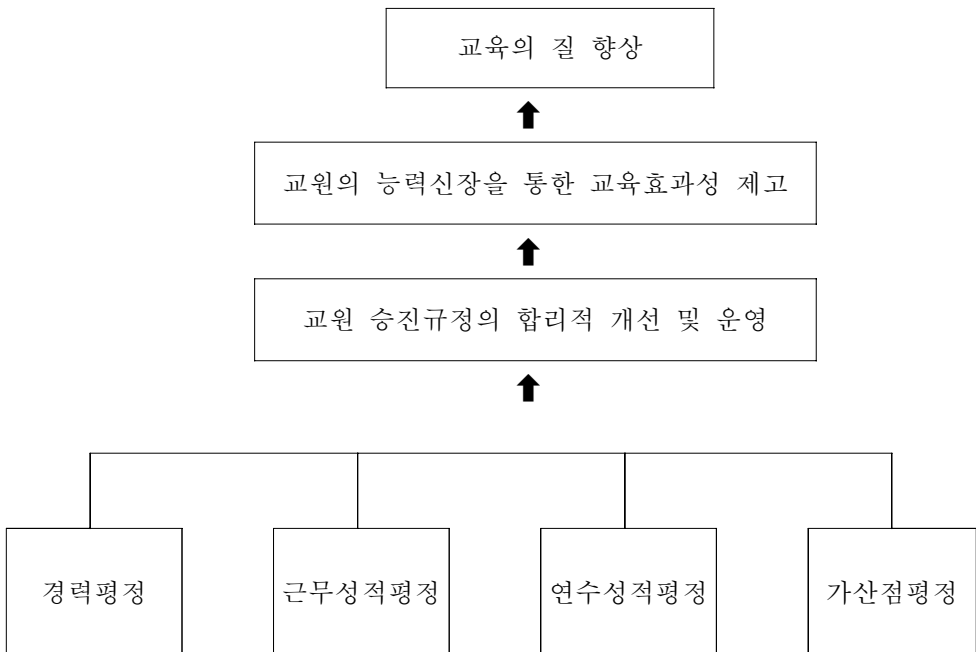 교육의 질 향상
교원의 능력신장을 통한 교육효과성 제고
교원 승진규정의 합리적 개선 및 운영
경력평정 근무성적평정 연수성적평정 가산점평정